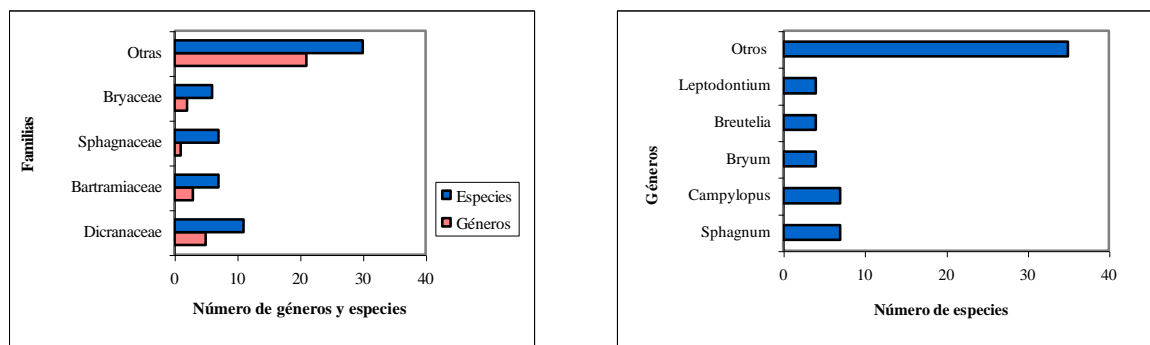 Otras
Bryaceae
Sphagnaceae
Bartramiaceae
Dicranaceae
Familias
0 10 20 30 40
Número de géneros y especies
Especies
Géneros
Otros
Leptodontium
Breutelia
Bryum
Campylopus
Sphagnum
Géneros
0 10 20 30 40
Número de especies